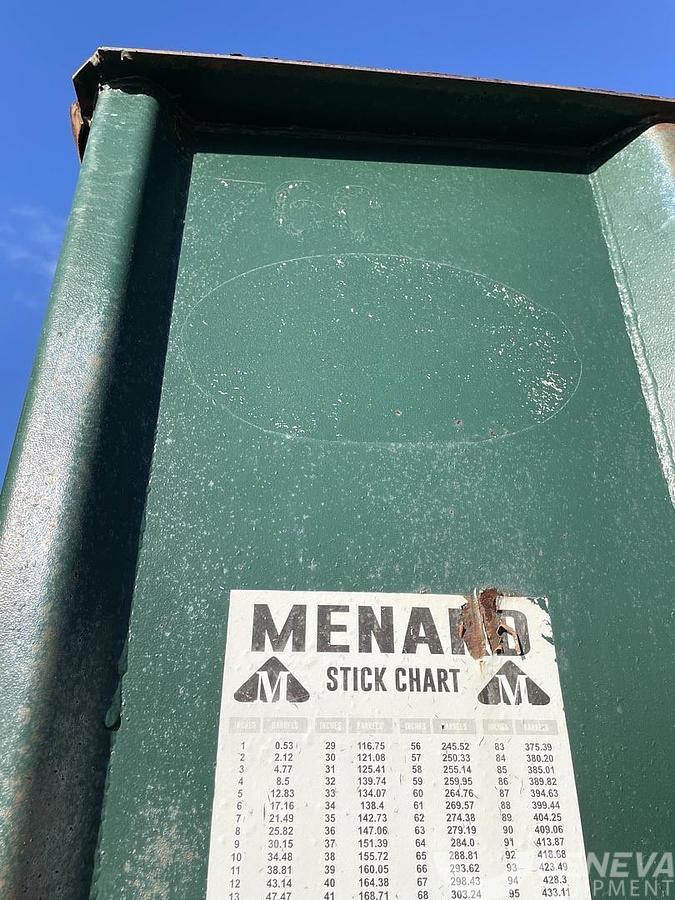 MENARD
M STICK CHART M
INCHES BARRELS INCHES BARRELS INCHES BARRELS INCHES BARRELS
1 0.53 29 116.75 56 245.52 83 375.39
2 2.12 30 121.08 57 250.33 84 380.20
3 4.77 31 125.41 58 255.14 85 385.01
4 8.5 32 139.74 59 259.95 86 389.82
5 12.83 33 134.07 60 264.76 87 394.63
6 17.16 34 138.4 61 269.57 88 399.44
7 21.49 35 142.73 62 274.38 89 404.25
8 25.82 36 147.06 63 279.19 90 409.06
9 30.15 37 151.39 64 284.0 91 413.87
10 34.48 38 155.72 65 288.81 92 418.68
11 38.81 39 160.05 66 293.62 93 423.49
12 43.14 40 164.38 67 298.43 94 428.3
13 47.47 41 168.71 68 303.24 95 433.11